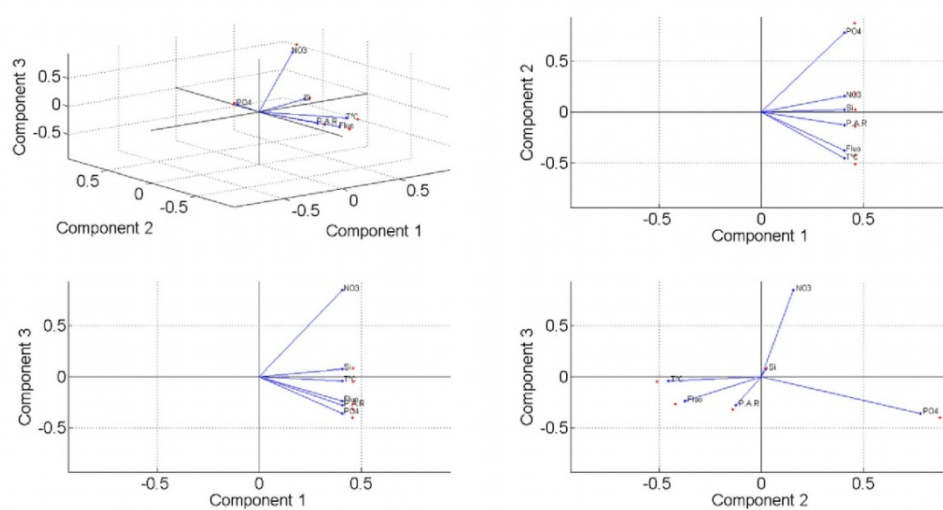 Component 3
0.5
0
-0.5
NO3
PO4
Si
T°C
P.A.R
Fluo
0.5
0
-0.5
-0.5
0
0.5
Component 2
Component 1
Component 2
0.5
0
-0.5
PO4
NO3
Si
P.A.R
Fluo
T°C
-0.5
0
0.5
Component 1
Component 3
0.5
0
-0.5
NO3
Si
T°C
Fluo
P.A.R
PO4
-0.5
0
0.5
Component 1
Component 3
0.5
0
-0.5
NO3
Si
T°C
Fluo
P.A.R
PO4
-0.5
0
0.5
Component 2